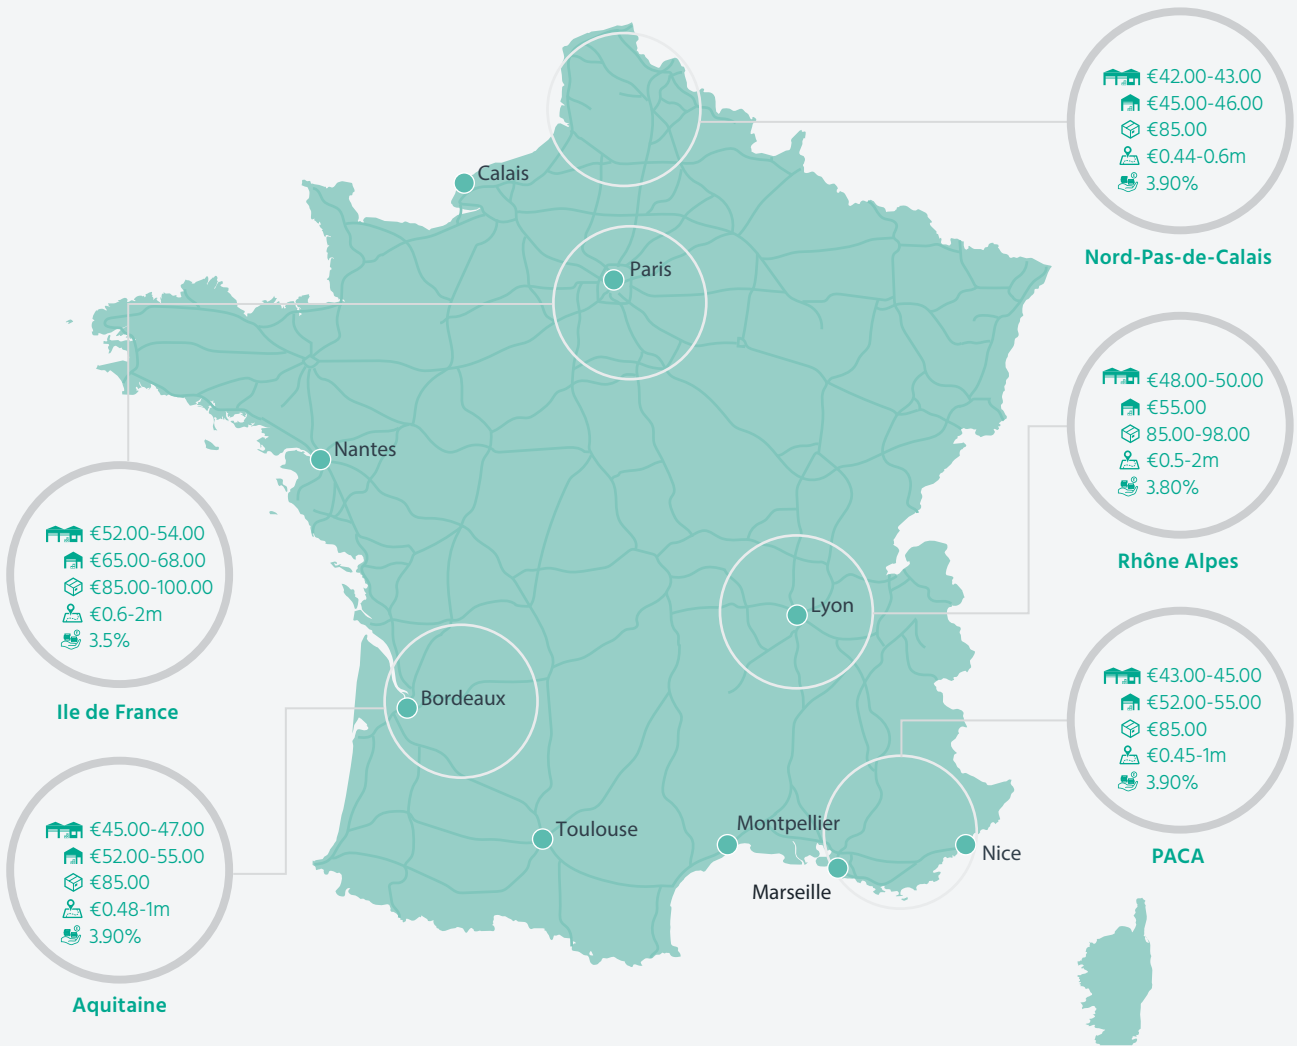 €42.00-43.00
€45.00-46.00
€85.00
€0.44-0.6m
3.90%
Nord-Pas-de-Calais
Calais
Paris
€48.00-50.00
€55.00
85.00-98.00
€0.5-2m
3.80%
Rhône Alpes
Nantes
€52.00-54.00
€65.00-68.00
€85.00-100.00
€0.6-2m
3.5%
Ile de France
Lyon
Bordeaux
€43.00-45.00
€52.00-55.00
€85.00
€0.45-1m
3.90%
PACA
€45.00-47.00
€52.00-55.00
€85.00
€0.48-1m
3.90%
Aquitaine
Toulouse
Montpellier
Nice
Marseille